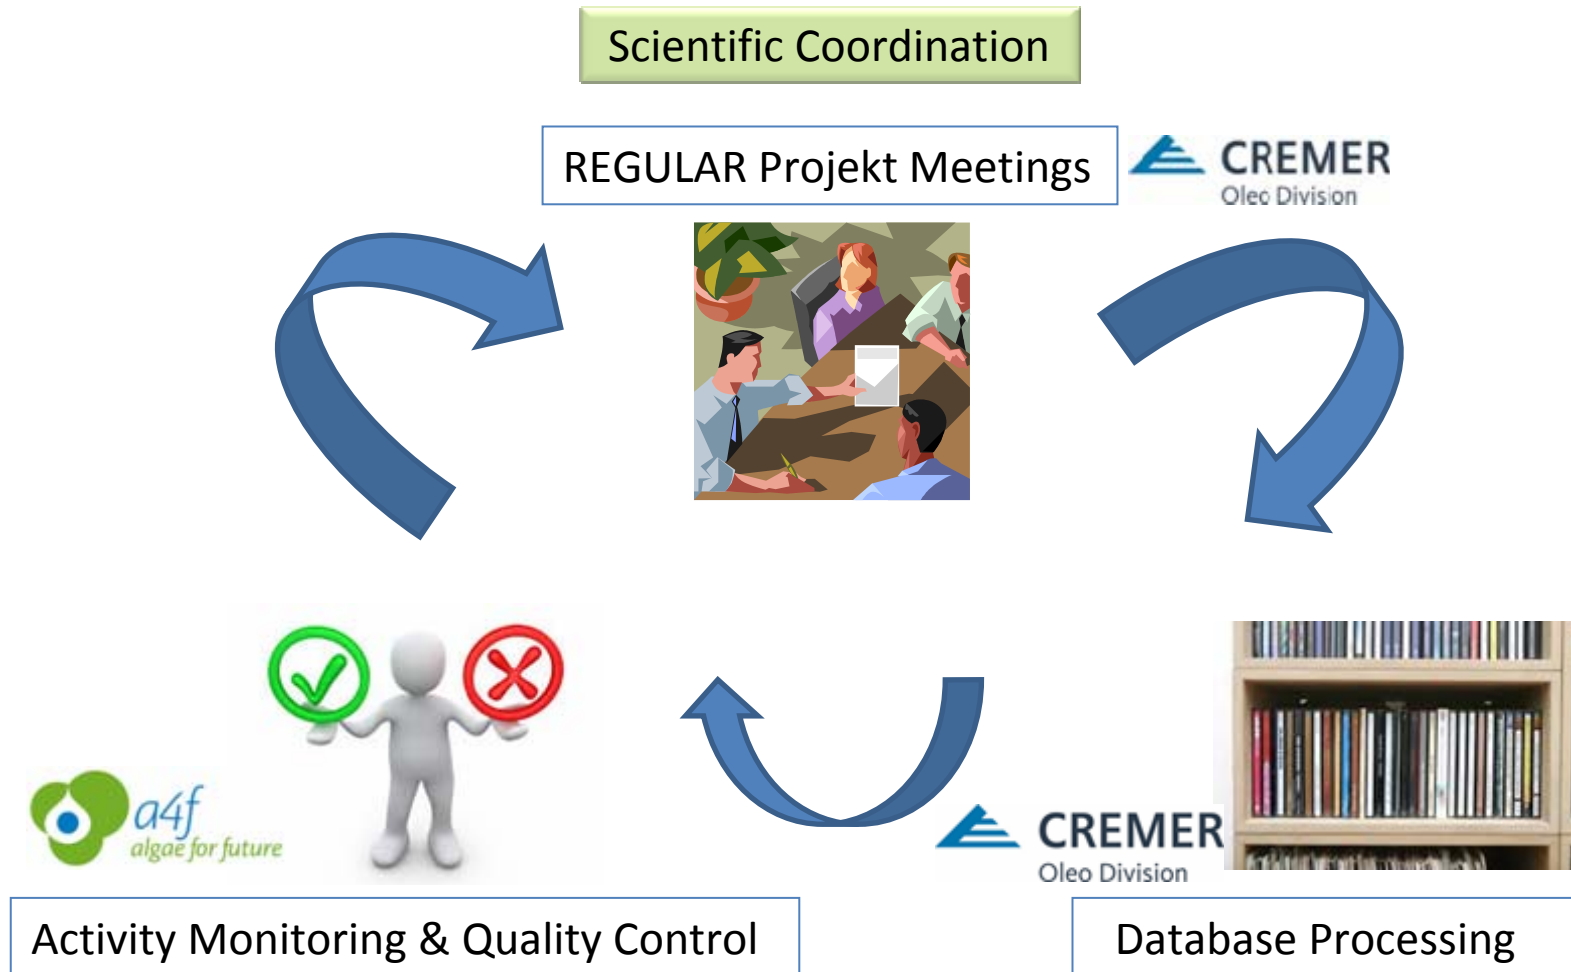 Scientific Coordination
REGULAR Projekt Meetings
CREMER
Oleo Division
a4f
algae for future
CREMER
Oleo Division
Activity Monitoring & Quality Control
Database Processing